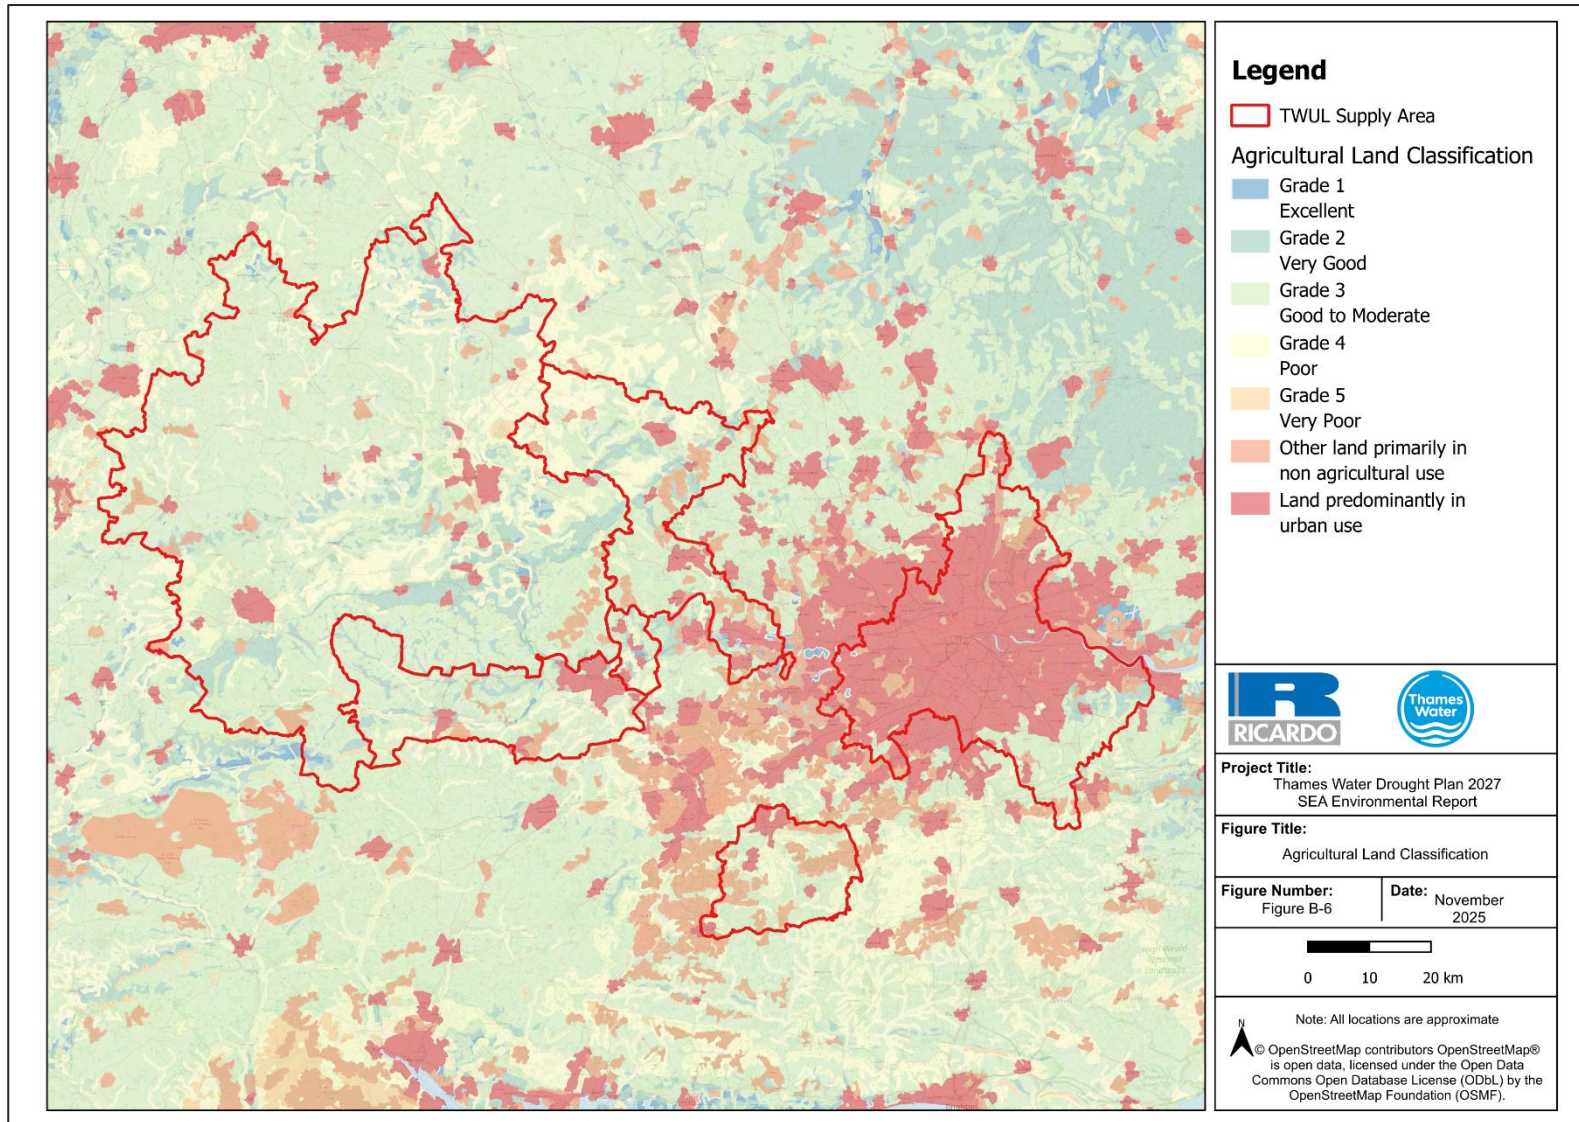 Legend
TWUL Supply Area
Agricultural Land Classification
Grade 1
Excellent
Grade 2
Very Good
Grade 3
Good to Moderate
Grade 4
Poor
Grade 5
Very Poor
Other land primarily in
non agricultural use
Land predominantly in
urban use
R
RICARDO
Thames
Water
Project Title:
Thames Water Drought Plan 2027
SEA Environmental Report
Figure Title:
Agricultural Land Classification
Figure Number:
Figure B-6
Date:
November
2025
0 10 20 km
Note: All locations are approximate
N
© OpenStreetMap contributors OpenStreetMap®
is open data, licensed under the Open Data
Commons Open Database License (ODbL) by the
OpenStreetMap Foundation (OSMF).
High Weald
National
Landscape